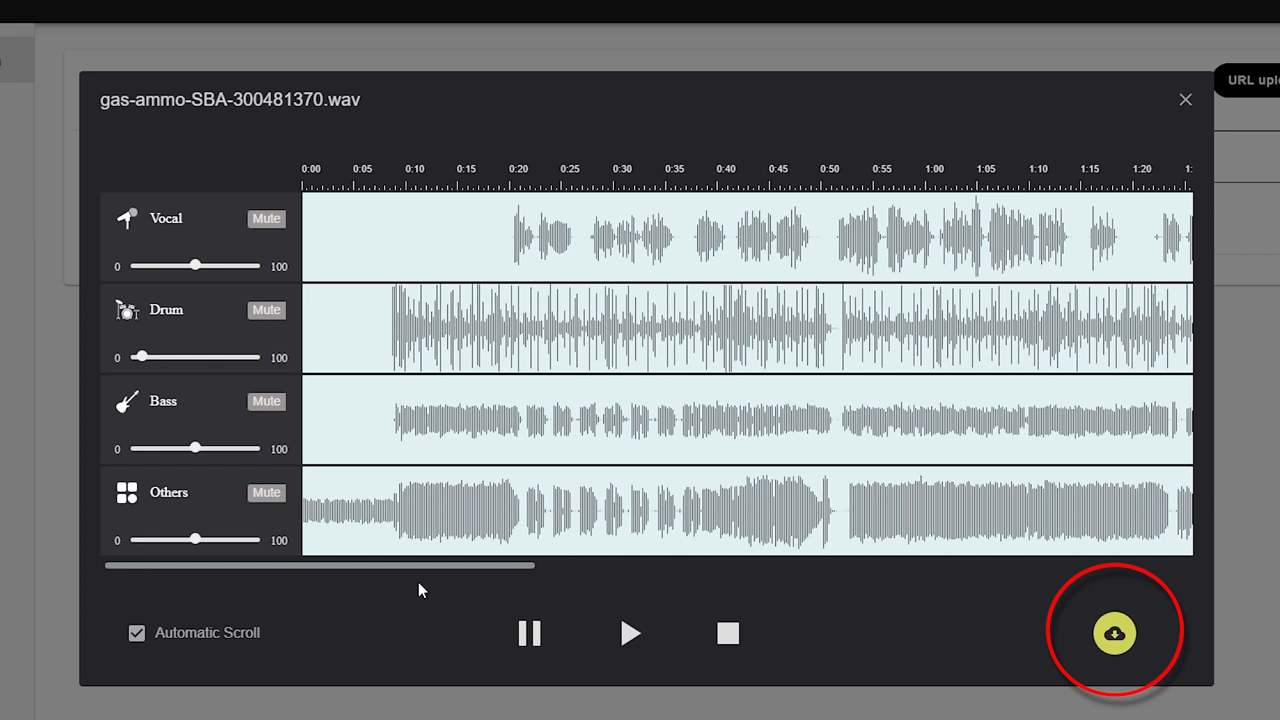 URL uplo
gas-ammo-SBA-300481370.wav
0:00 0:05 0:10 0:15 0:20 0:25 0:30 0:35 0:40 0:45 0:50 0:55 1:00 1:05 1:10 1:15 1:20 1:
Vocal Mute
0 100
Drum Mute
0 100
Bass Mute
0 100
Others Mute
0 100
Automatic Scroll